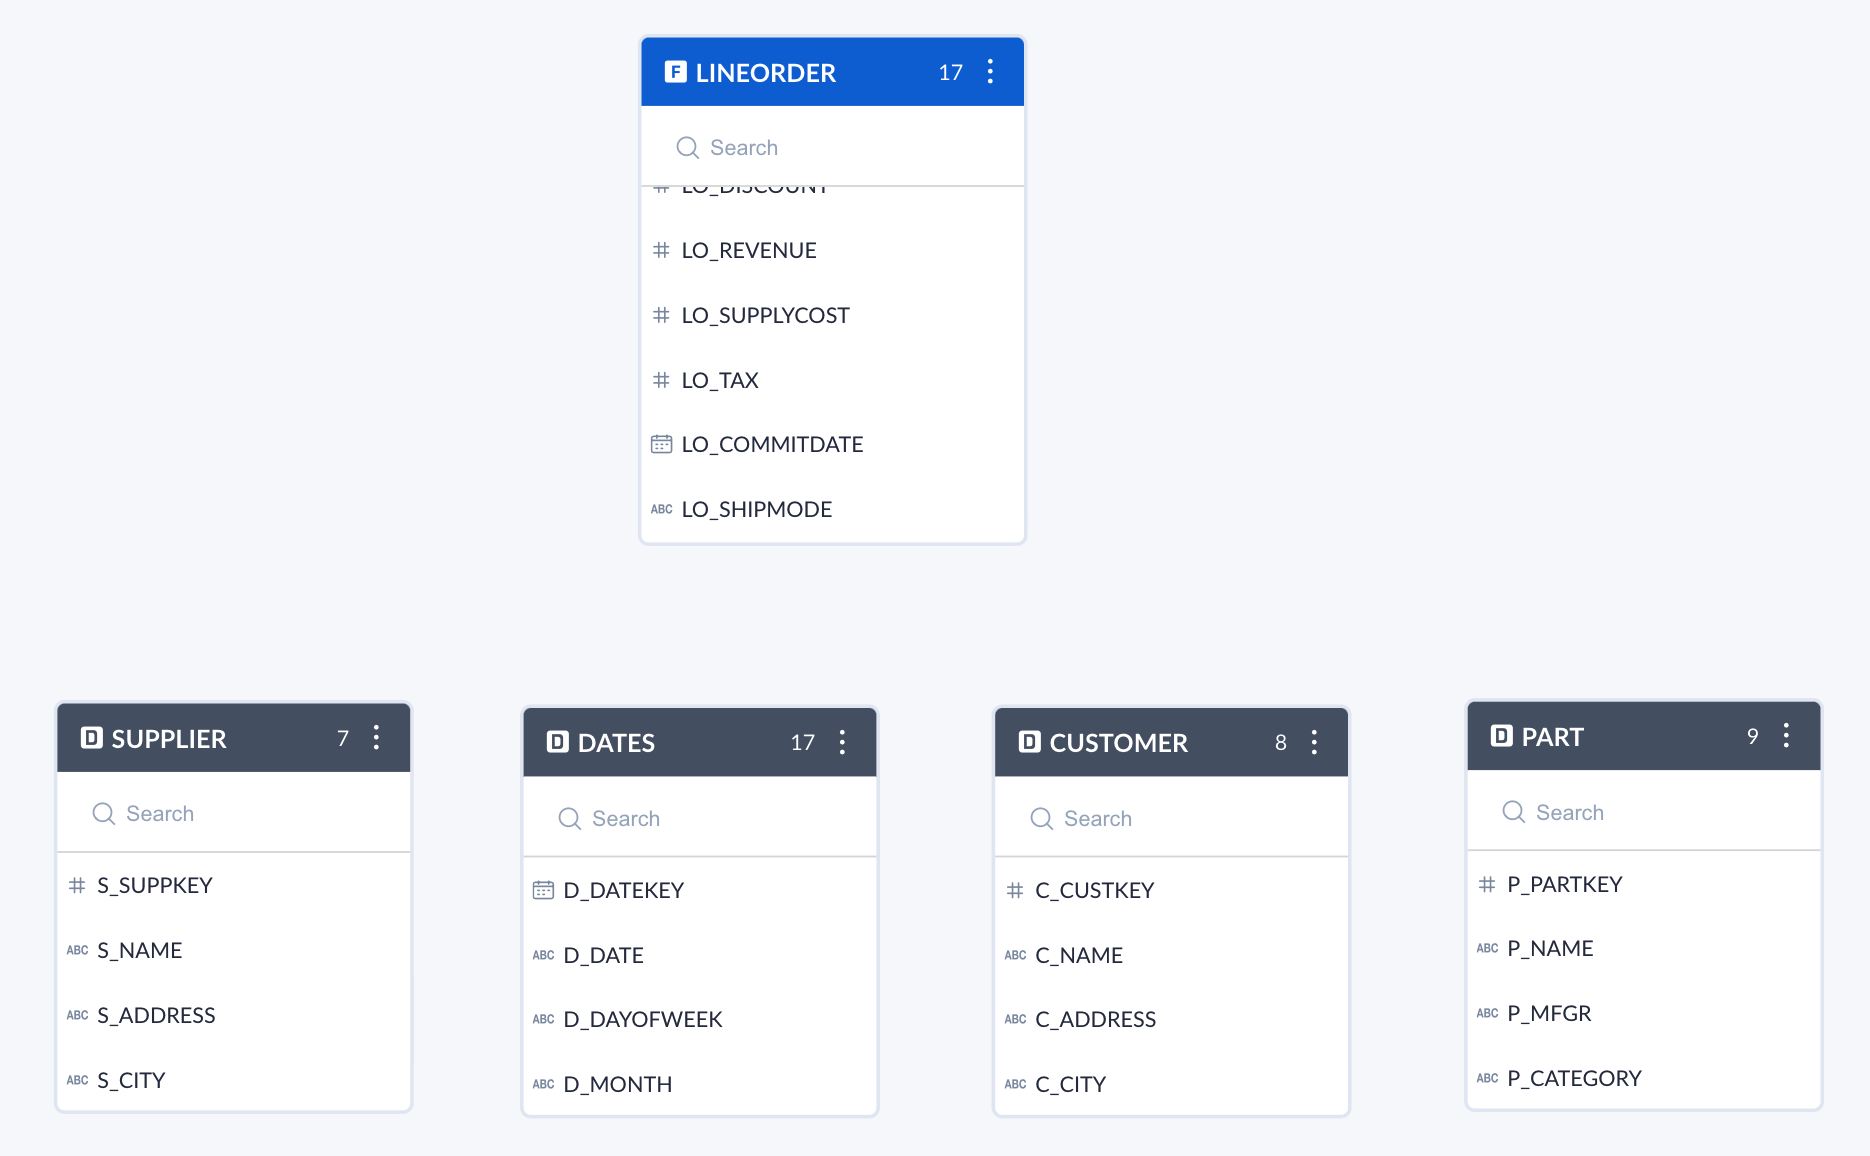 F LINEORDER 17
Search
LO_DISCOUNT
# LO_REVENUE
# LO_SUPPLYCOST
# LO_TAX
LO_COMMITDATE
ABC LO_SHIPMODE
D SUPPLIER 7
Search
# S_SUPPKEY
ABC S_NAME
ABC S_ADDRESS
ABC S_CITY
D DATES 17
Search
D_DATEKEY
ABC D_DATE
ABC D_DAYOFWEEK
ABC D_MONTH
D CUSTOMER 8
Search
# C_CUSTKEY
ABC C_NAME
ABC C_ADDRESS
ABC C_CITY
D PART 9
Search
# P_PARTKEY
ABC P_NAME
ABC P_MFGR
ABC P_CATEGORY